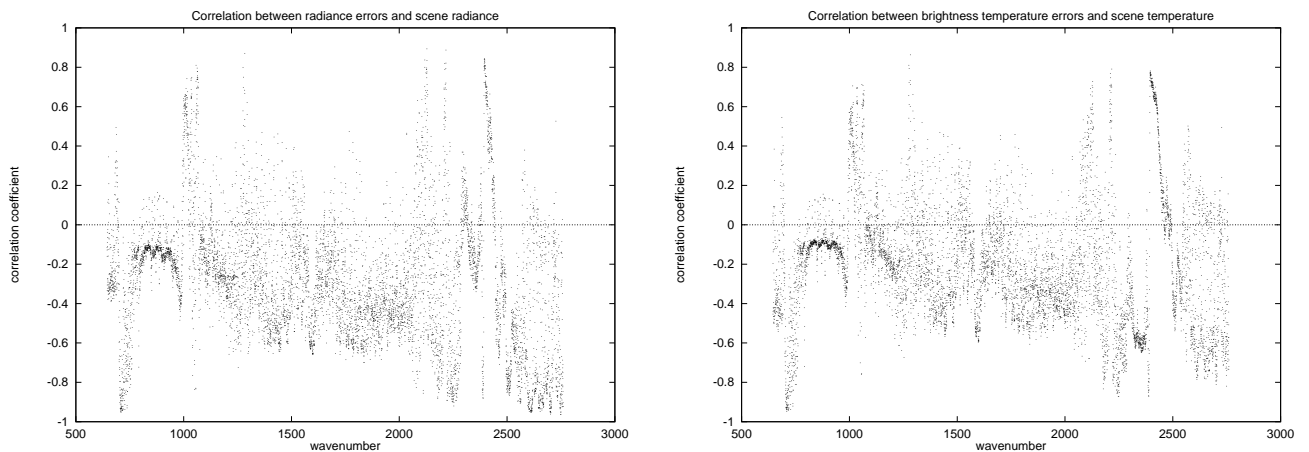 Correlation between radiance errors and scene radiance
1
0.8
0.6
0.4
0.2
0
-0.2
-0.4
-0.6
-0.8
-1
correlation coefficient
500 1000 1500 2000 2500 3000
wavenumber
Correlation between brightness temperature errors and scene temperature
1
0.8
0.6
0.4
0.2
0
-0.2
-0.4
-0.6
-0.8
-1
correlation coefficient
500 1000 1500 2000 2500 3000
wavenumber